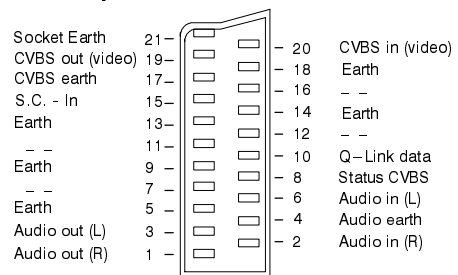 Socket Earth 21
CVBS out (video) 19
CVBS earth 17
S.C. - In 15
Earth 13
- - 11
Earth 9
- - 7
Earth 5
Audio out (L) 3
Audio out (R) 1
20 CVBS in (video)
18 Earth
16 - -
14 Earth
12 - -
10 Q-Link data
8 Status CVBS
6 Audio in (L)
4 Audio earth
2 Audio in (R)